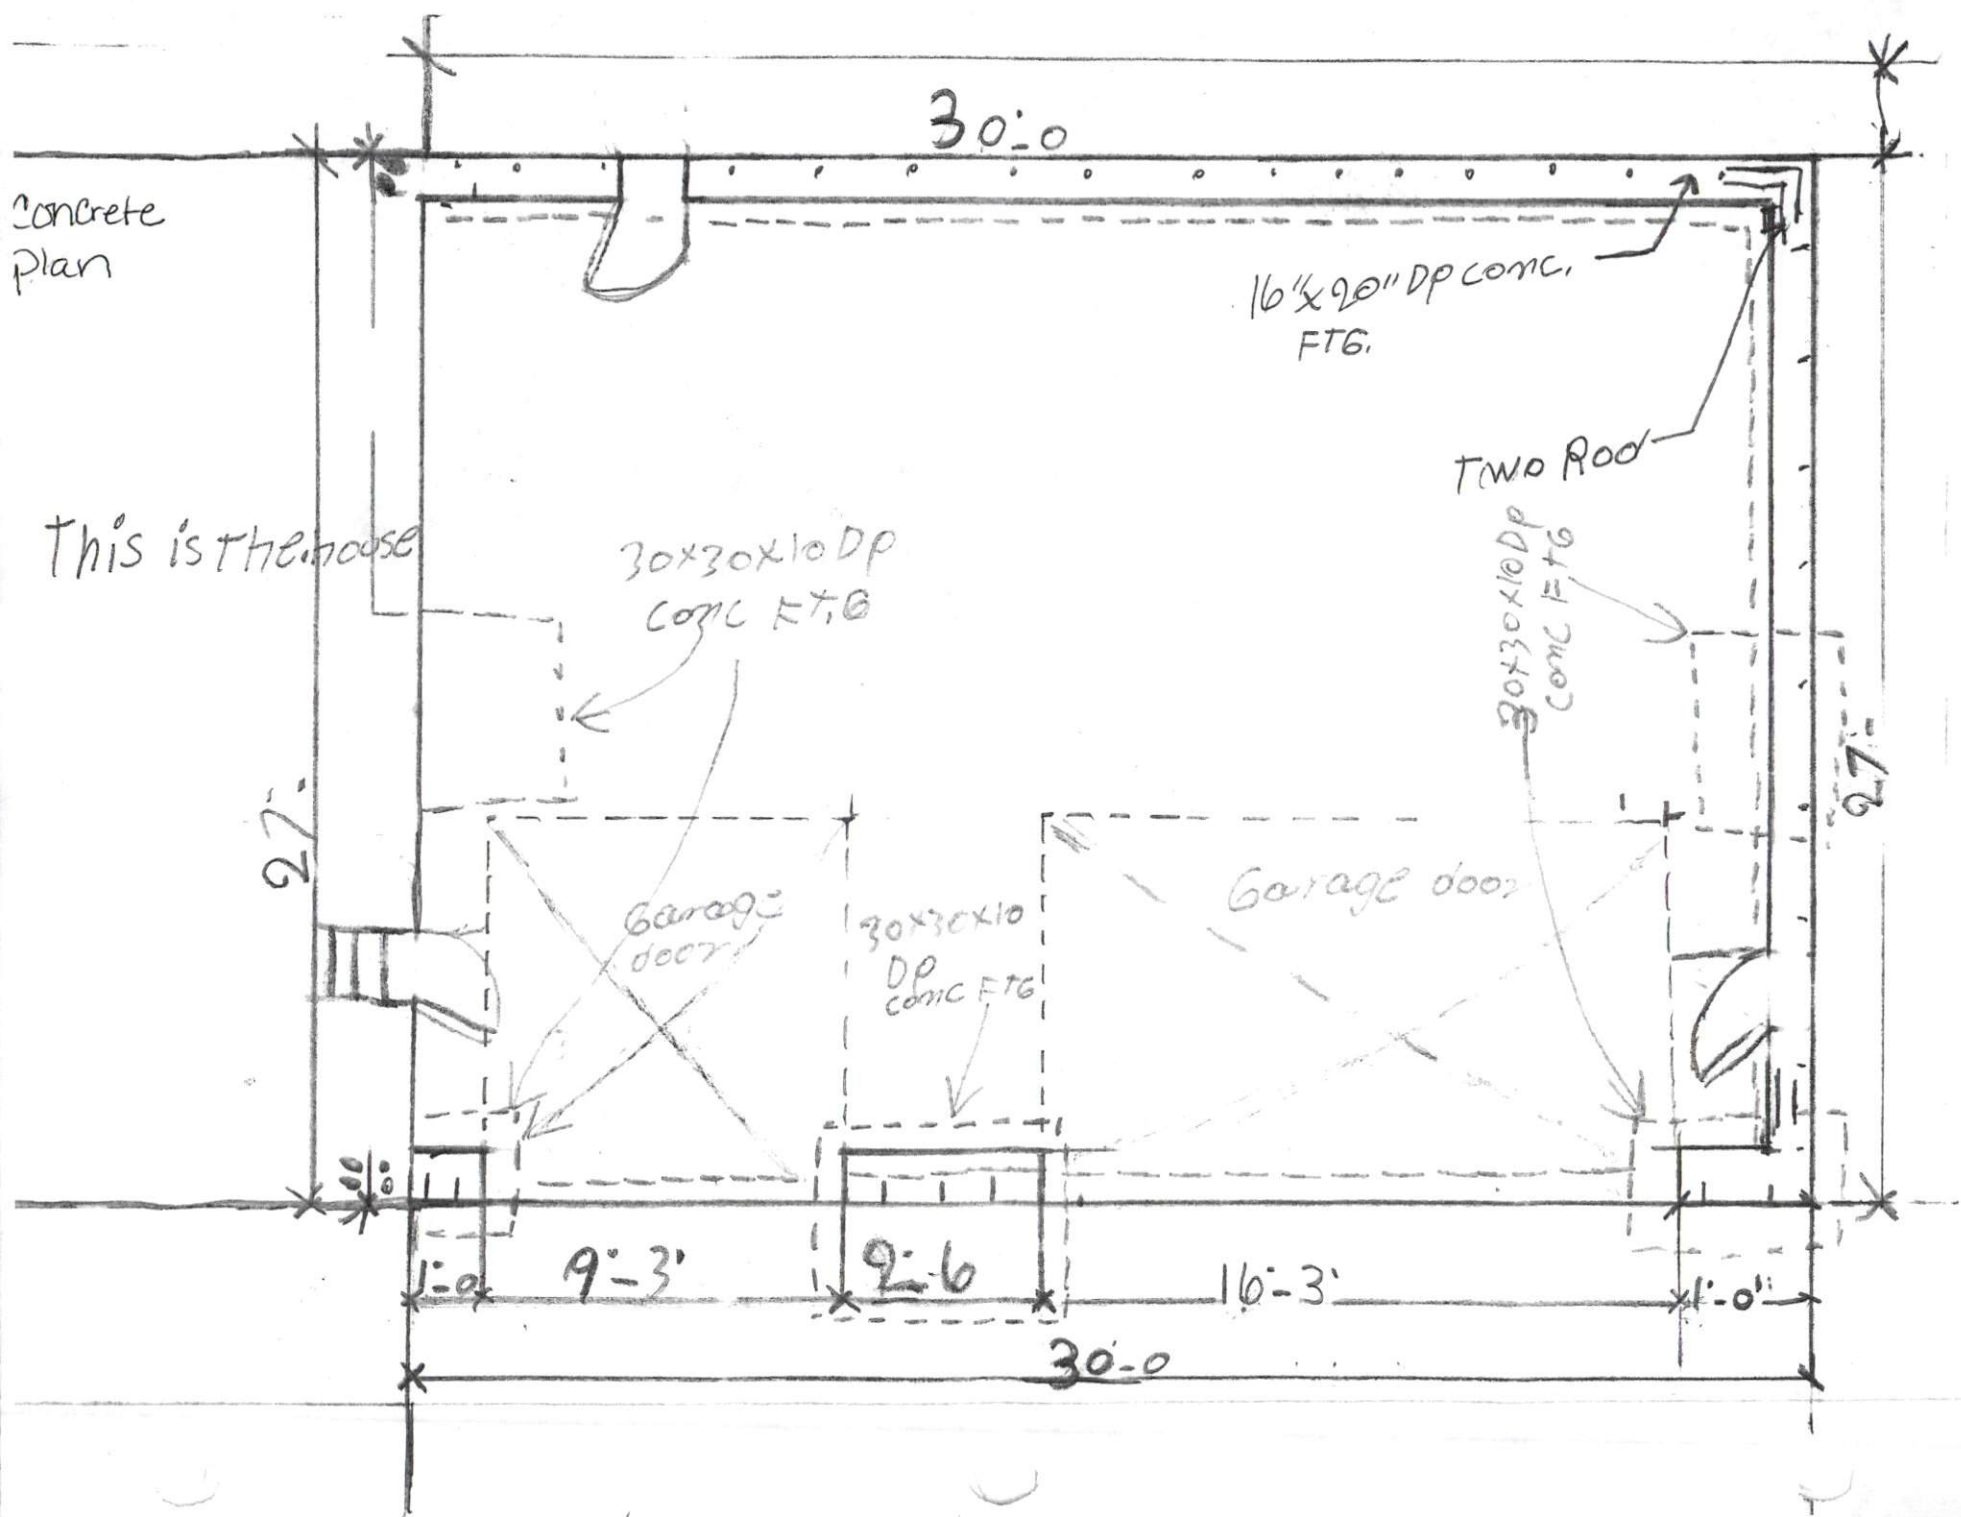 30'-0
Concrete
plan
16"x20" Dp conc.
FTG.
Two Rod
This is the house
30x30x10 Dp
conc FT.G
30x30x10 Dp
conc FtG
27'-
27'-
Garage
door
30x30x10
DP
conc FTG
Garage door
1'-0
9'-3'
2'-6
16'-3'
1'-0"
30'-0